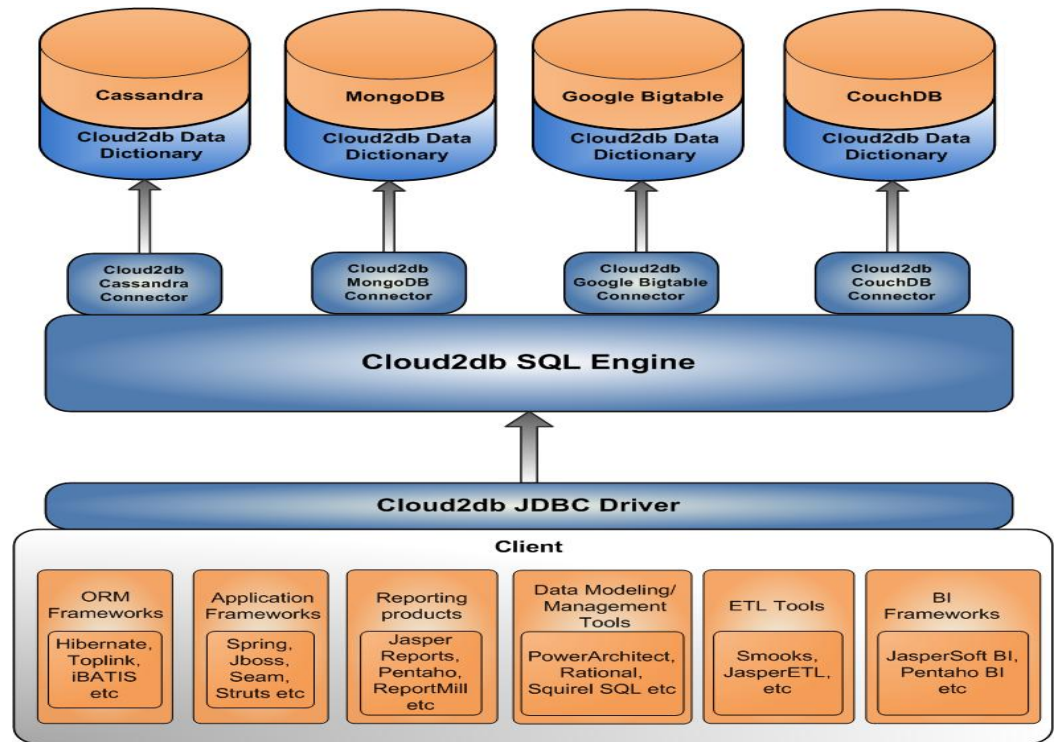 Cassandra
Cloud2db Data
Dictionary
MongoDB
Cloud2db Data
Dictionary
Google Bigtable
Cloud2db Data
Dictionary
CouchDB
Cloud2db Data
Dictionary
Cloud2db
Cassandra
Connector
Cloud2db
MongoDB
Connector
Cloud2db
Google Bigtable
Connector
Cloud2db
CouchDB
Connector
Cloud2db SQL Engine
Cloud2db JDBC Driver
Client
ORM
Frameworks
Hibernate,
Toplink,
iBATIS
etc
Application
Frameworks
Spring,
Jboss,
Seam,
Struts etc
Reporting
products
Jasper
Reports,
Pentaho,
ReportMill
etc
Data Modeling/
Management
Tools
PowerArchitect,
Rational,
Squirel SQL etc
ETL Tools
Smooks,
JasperETL,
etc
BI
Frameworks
JasperSoft BI,
Pentaho BI
etc